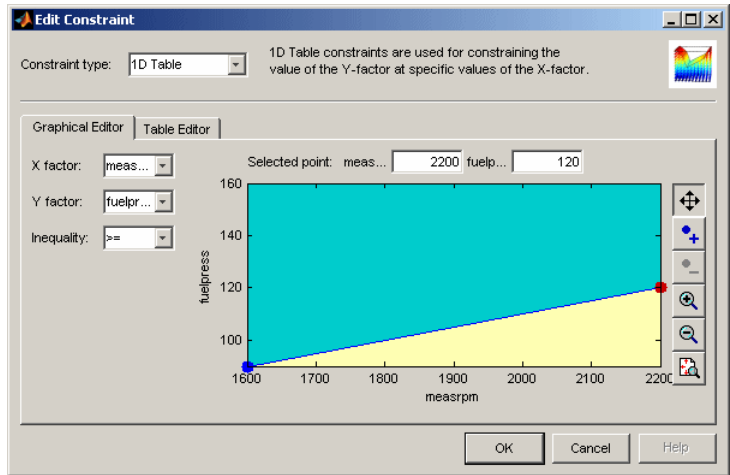 Edit Constraint
Constraint type: 1D Table
1D Table constraints are used for constraining the
value of the Y-factor at specific values of the X-factor.
Graphical Editor Table Editor
X factor: meas...
Y factor: fuelpr...
Inequality: >=
Selected point: meas... 2200 fuelp... 120
160
140
120
100
fuelpress
1600 1700 1800 1900 2000 2100 2200
measrpm
OK Cancel Help